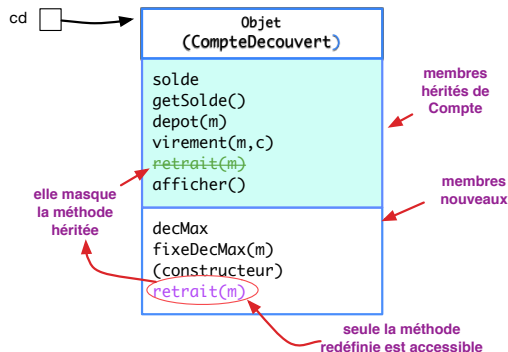 cd
Objet
(CompteDecouvert)
solde
getSolde()
depot(m)
virement(m,c)
retrait(m)
afficher()
membres
hérités de
Compte
elle masque
la méthode
héritée
membres
nouveaux
decMax
fixeDecMax(m)
(constructeur)
retrait(m)
seule la méthode
redéfinie est accessible